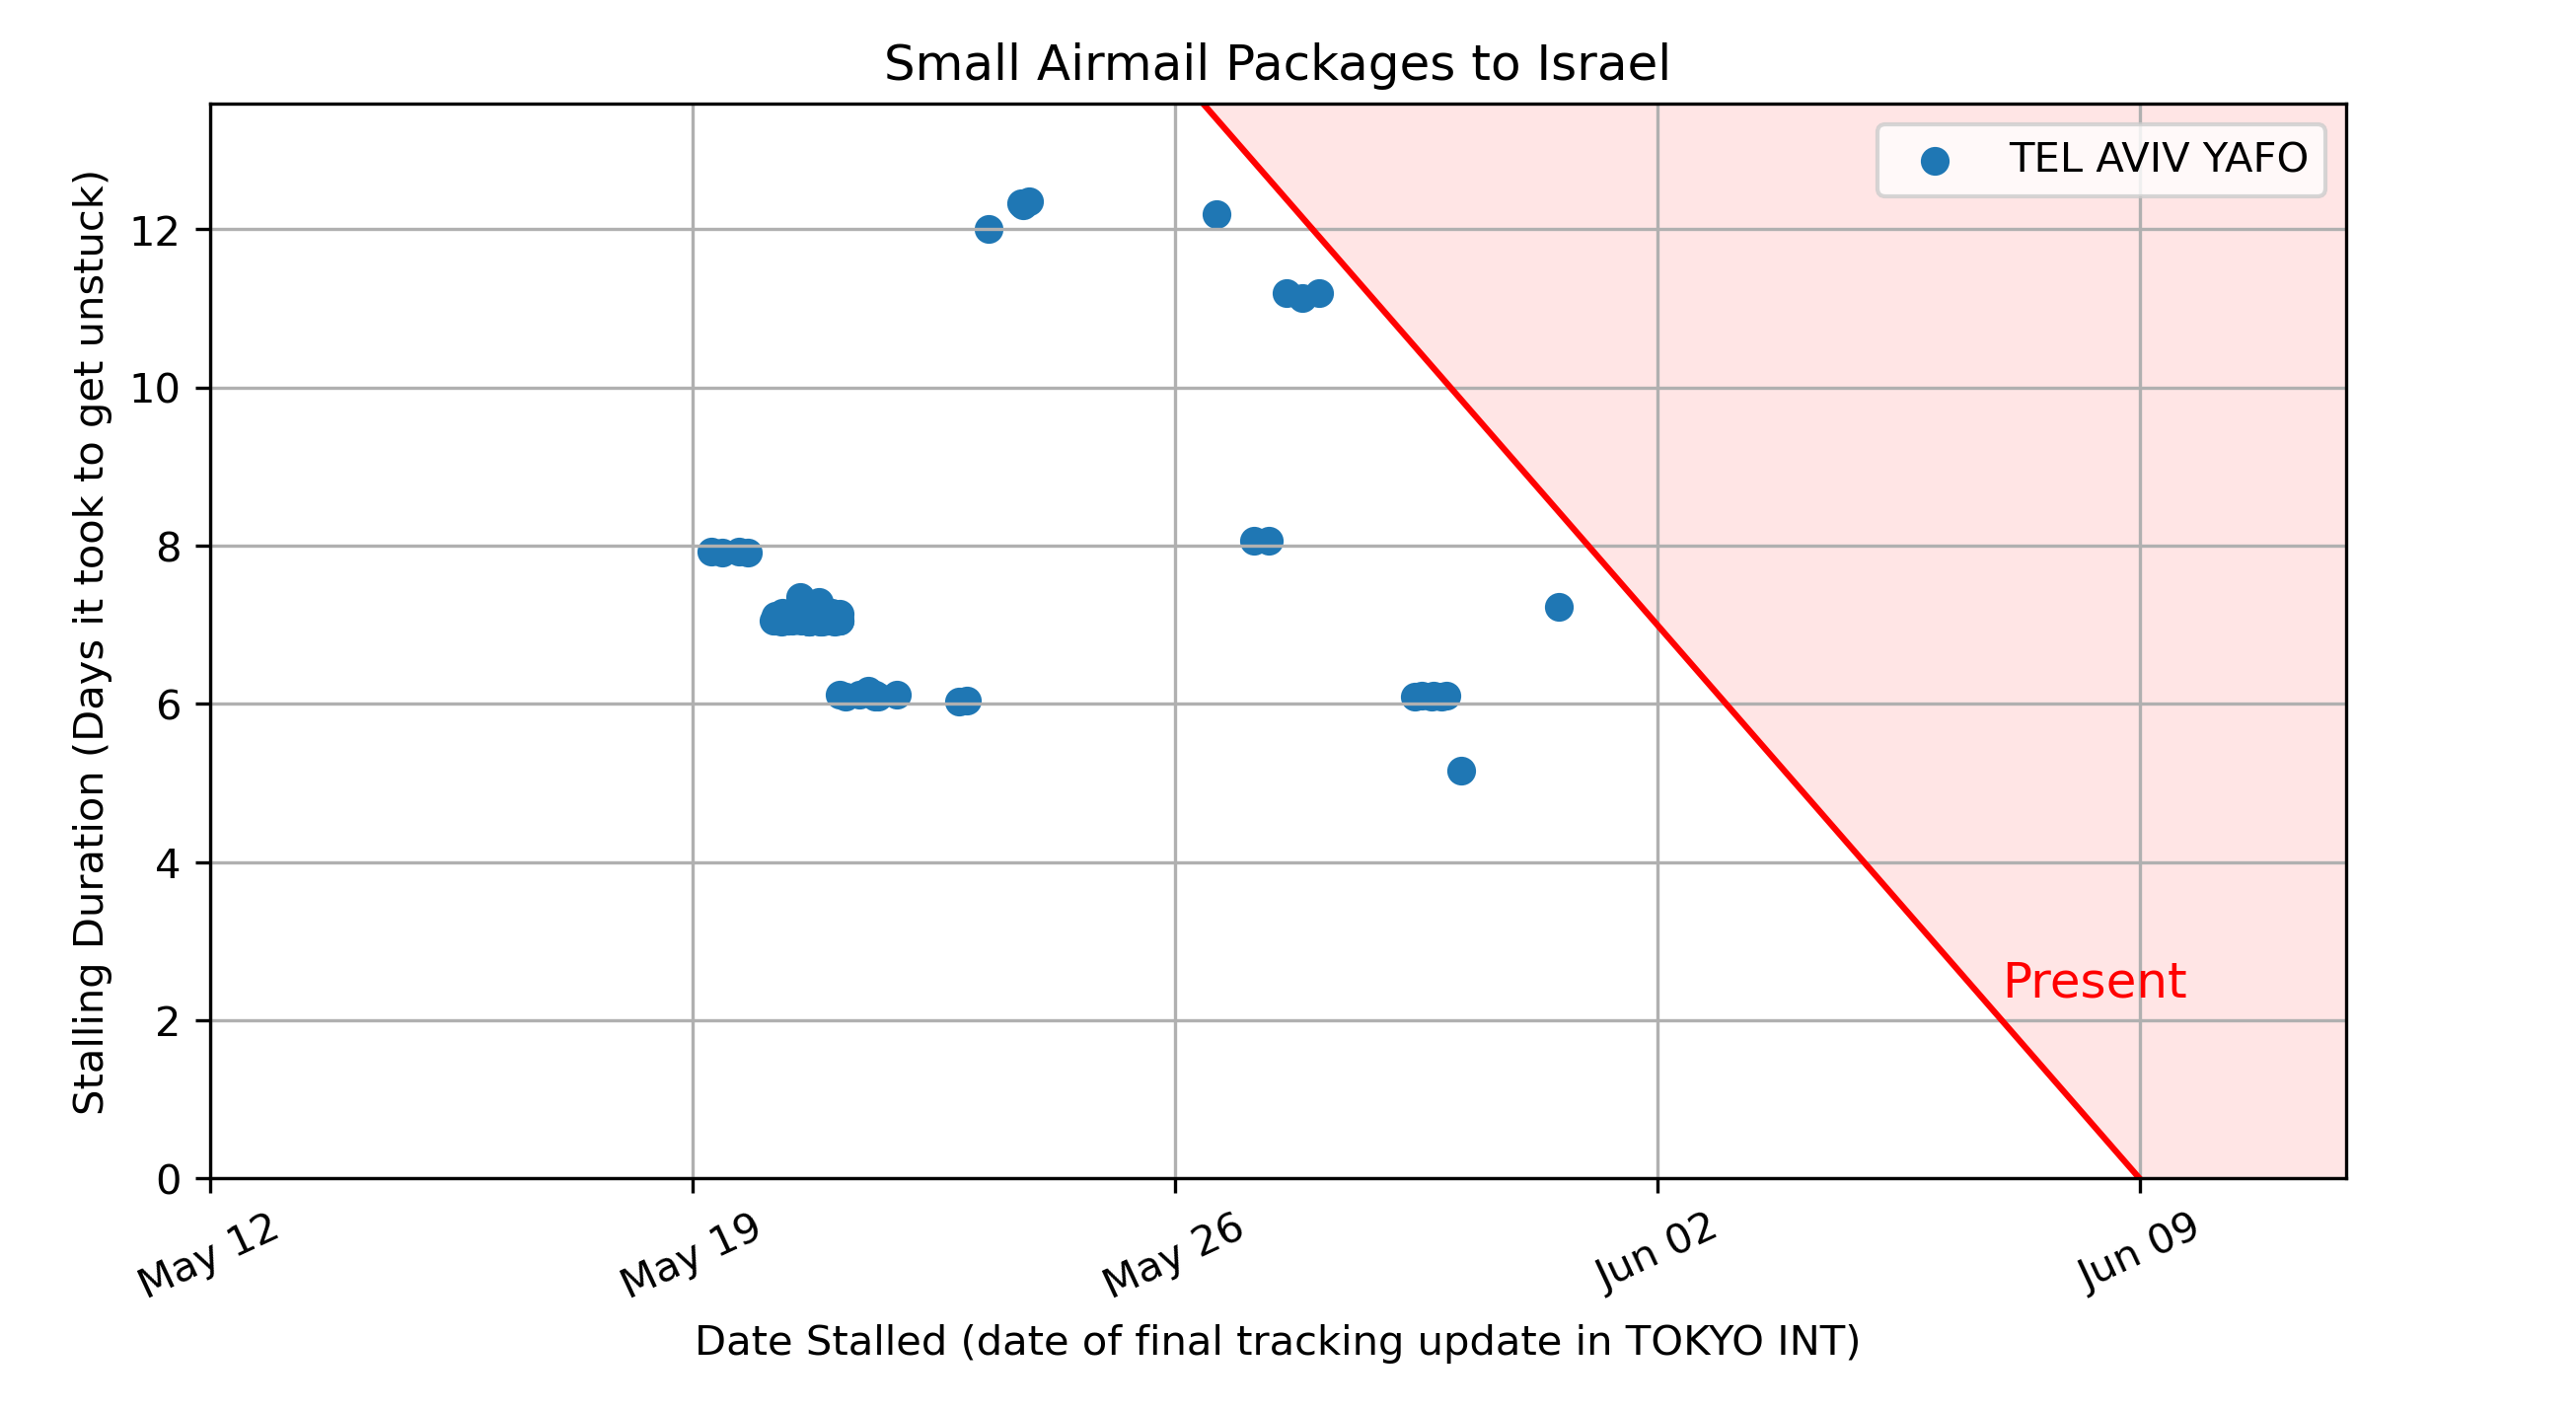 Small Airmail Packages to Israel
TEL AVIV YAFO
Stalling Duration (Days it took to get unstuck)
12
10
8
6
4
2
0
Present
May 12
May 19
May 26
Jun 02
Jun 09
Date Stalled (date of final tracking update in TOKYO INT)